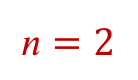 n = 2